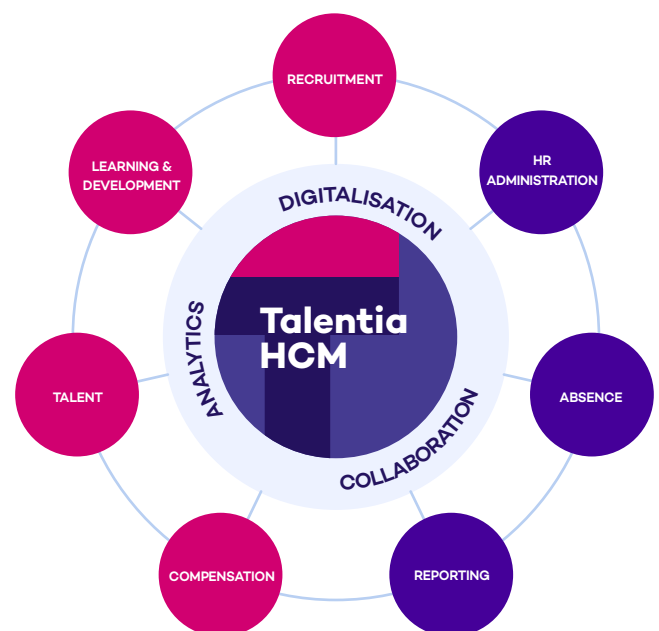 RECRUITMENT
HR
ADMINISTRATION
ABSENCE
REPORTING
COMPENSATION
TALENT
LEARNING &
DEVELOPMENT
DIGITALISATION
COLLABORATION
ANALYTICS
Talentia
HCM